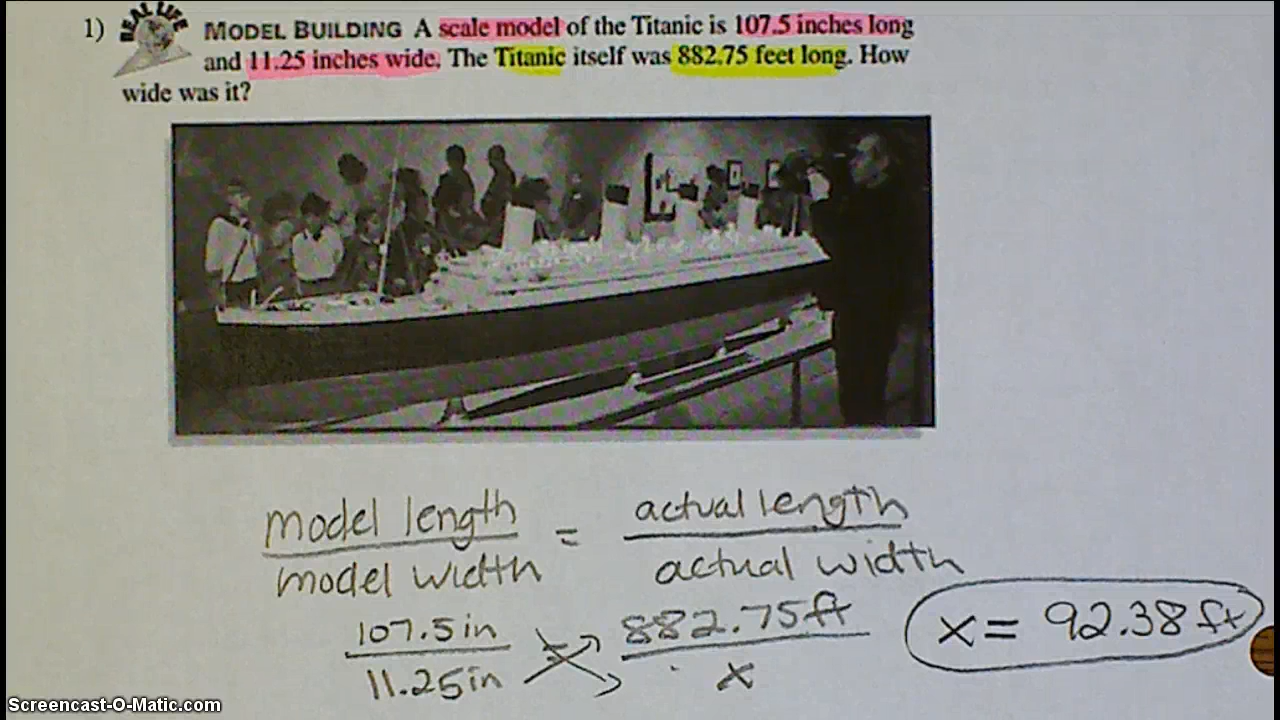 1) REAL LIFE MODEL BUILDING A scale model of the Titanic is 107.5 inches long
and 11.25 inches wide. The Titanic itself was 882.75 feet long. How
wide was it?
model length = actual length
model width actual width
107.5in = 882.75ft
11.25in x
x = 92.38 ft
Screencast-O-Matic.com